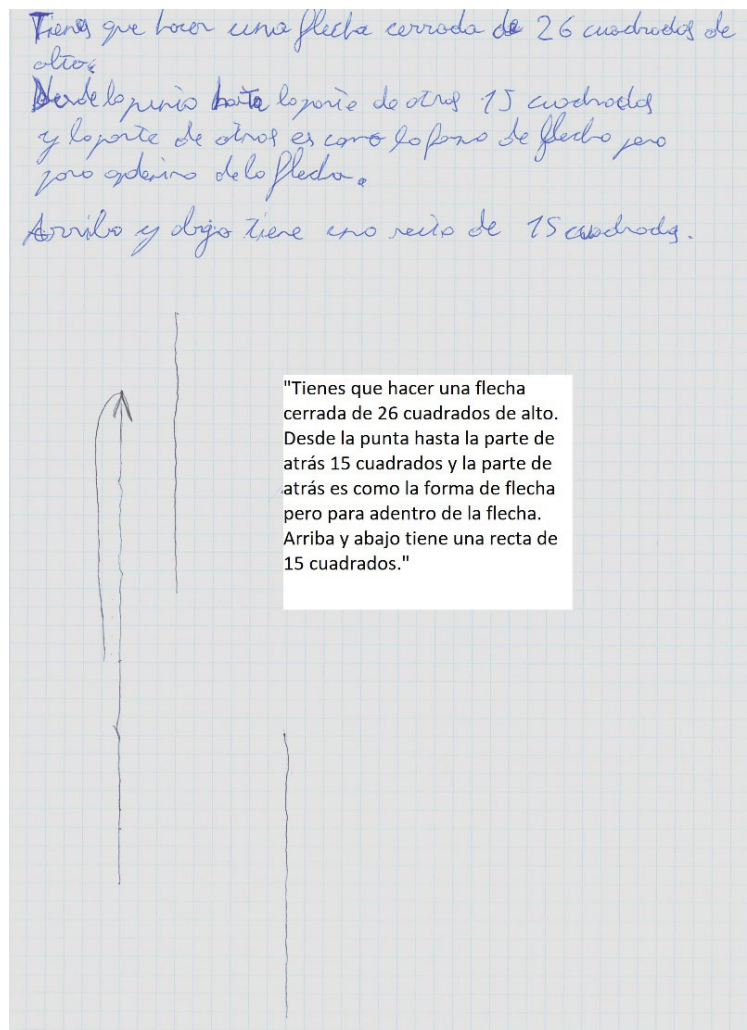 Tienes que hacer una flecha cerrada de 26 cuadrados de
alto.
Desde la punta hasta la parte de atras 15 cuadrados
y la parte de atras es como la forma de flecha pero
para adentro de la flecha.
Arriba y abajo tiene una recta de 15 cuadrados.
"Tienes que hacer una flecha
cerrada de 26 cuadrados de alto.
Desde la punta hasta la parte de
atrás 15 cuadrados y la parte de
atrás es como la forma de flecha
pero para adentro de la flecha.
Arriba y abajo tiene una recta de
15 cuadrados."